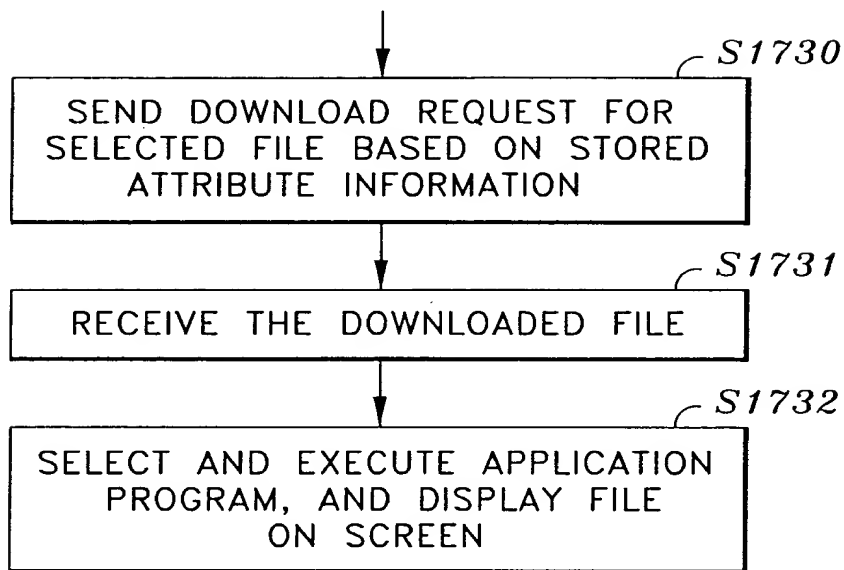 S1730
SEND DOWNLOAD REQUEST FOR
SELECTED FILE BASED ON STORED
ATTRIBUTE INFORMATION
S1731
RECEIVE THE DOWNLOADED FILE
S1732
SELECT AND EXECUTE APPLICATION
PROGRAM, AND DISPLAY FILE
ON SCREEN